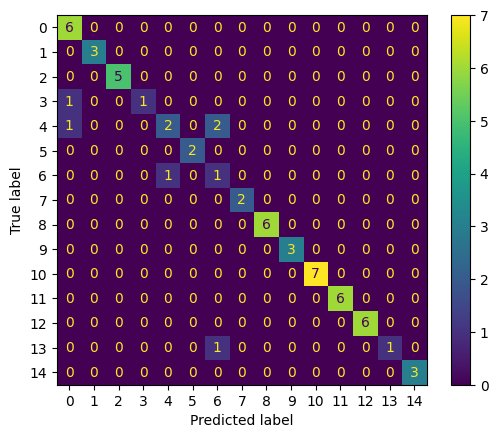 0 6 0 0 0 0 0 0 0 0 0 0 0 0 0 0 7
1 0 3 0 0 0 0 0 0 0 0 0 0 0 0 0
2 0 0 5 0 0 0 0 0 0 0 0 0 0 0 0 6
3 1 0 0 1 0 0 0 0 0 0 0 0 0 0 0
4 1 0 0 0 2 0 2 0 0 0 0 0 0 0 0 5
5 0 0 0 0 0 2 0 0 0 0 0 0 0 0 0
6 0 0 0 0 1 0 1 0 0 0 0 0 0 0 0 4
True label
7 0 0 0 0 0 0 0 2 0 0 0 0 0 0 0
8 0 0 0 0 0 0 0 0 6 0 0 0 0 0 0 3
9 0 0 0 0 0 0 0 0 0 3 0 0 0 0 0
10 0 0 0 0 0 0 0 0 0 0 7 0 0 0 0 2
11 0 0 0 0 0 0 0 0 0 0 0 6 0 0 0
12 0 0 0 0 0 0 0 0 0 0 0 0 6 0 0 1
13 0 0 0 0 0 0 1 0 0 0 0 0 0 1 0
14 0 0 0 0 0 0 0 0 0 0 0 0 0 0 3 0
0 1 2 3 4 5 6 7 8 9 10 11 12 13 14
Predicted label